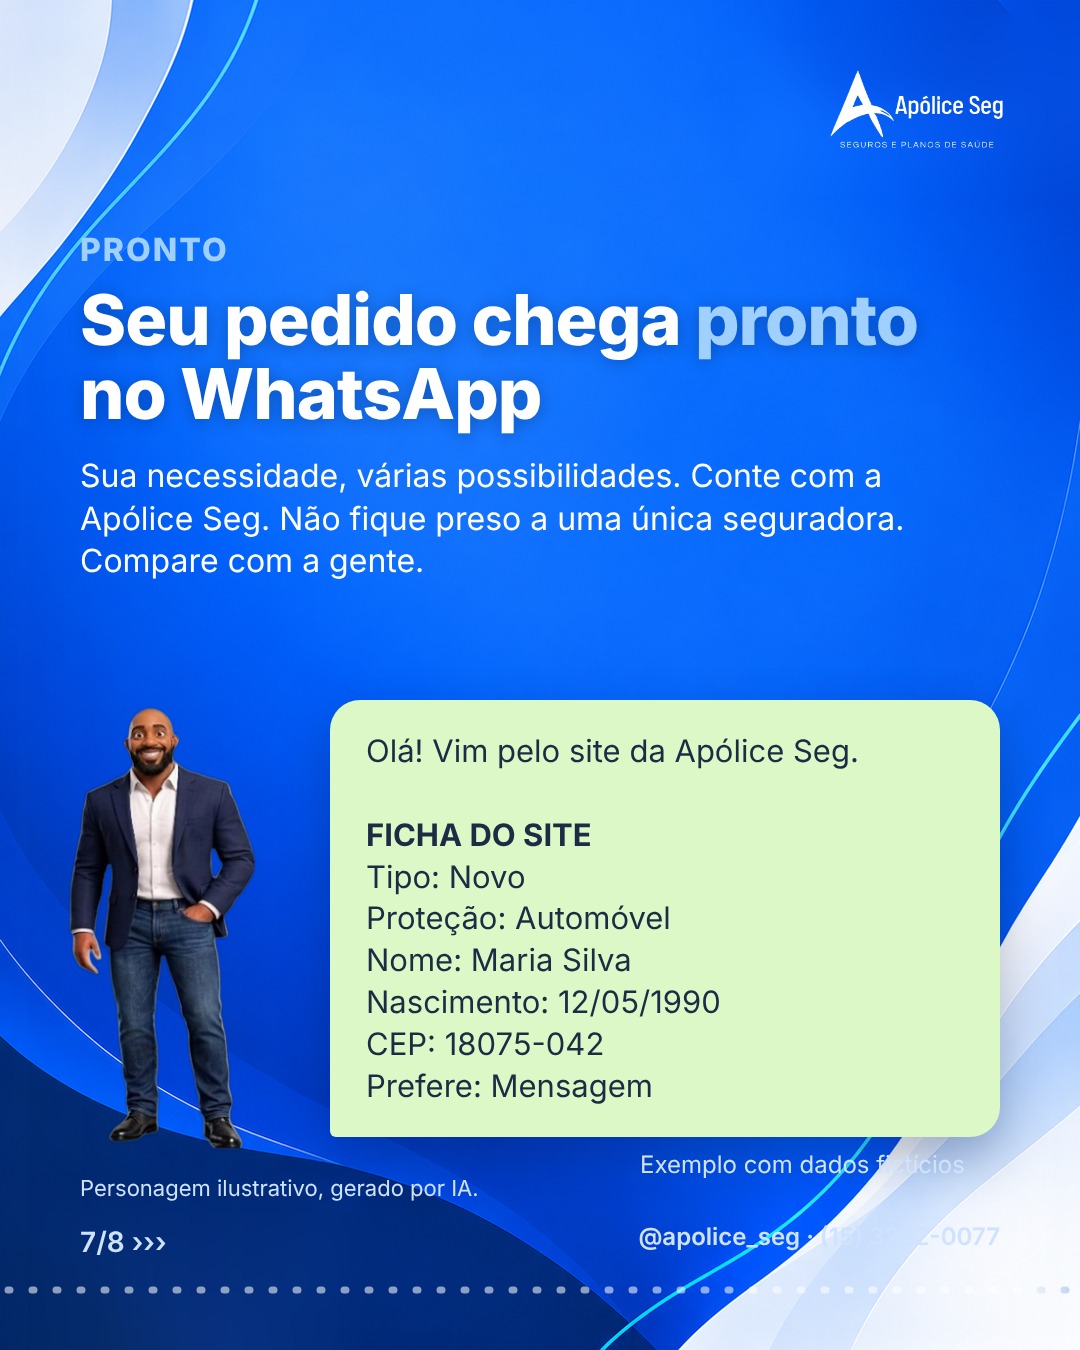 Apólice Seg
SEGUROS E PLANOS DE SAÚDE
PRONTO
Seu pedido chega pronto
no WhatsApp
Sua necessidade, várias possibilidades. Conte com a
Apólice Seg. Não fique preso a uma única seguradora.
Compare com a gente.
Olá! Vim pelo site da Apólice Seg.
FICHA DO SITE
Tipo: Novo
Proteção: Automóvel
Nome: Maria Silva
Nascimento: 12/05/1990
CEP: 18075-042
Prefere: Mensagem
Exemplo com dados fictícios
Personagem ilustrativo, gerado por IA.
7/8 ›››
@apolice_seg · (15)